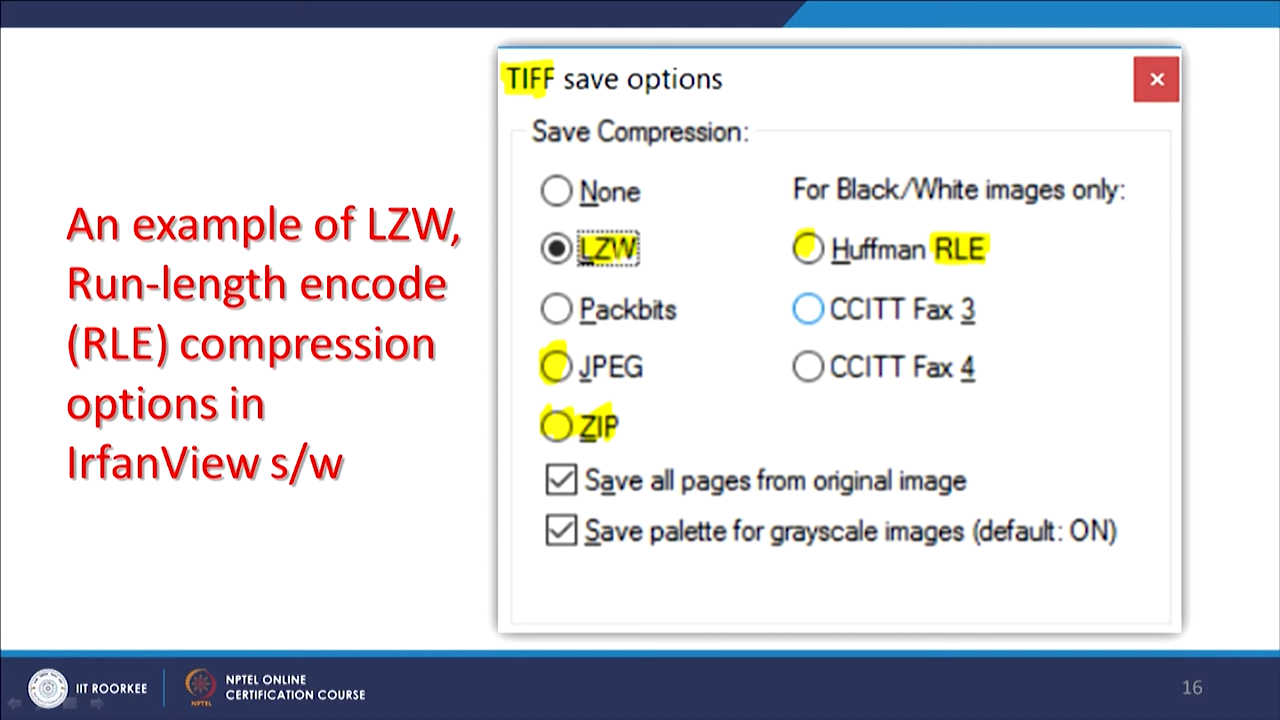 An example of LZW,
Run-length encode
(RLE) compression
options in
IrfanView s/w
TIFF save options
Save Compression:
None
LZW
Packbits
JPEG
ZIP
For Black/White images only:
Huffman RLE
CCITT Fax 3
CCITT Fax 4
Save all pages from original image
Save palette for grayscale images (default: ON)
IIT ROORKEE
NPTEL ONLINE
CERTIFICATION COURSE
NPTEL
16